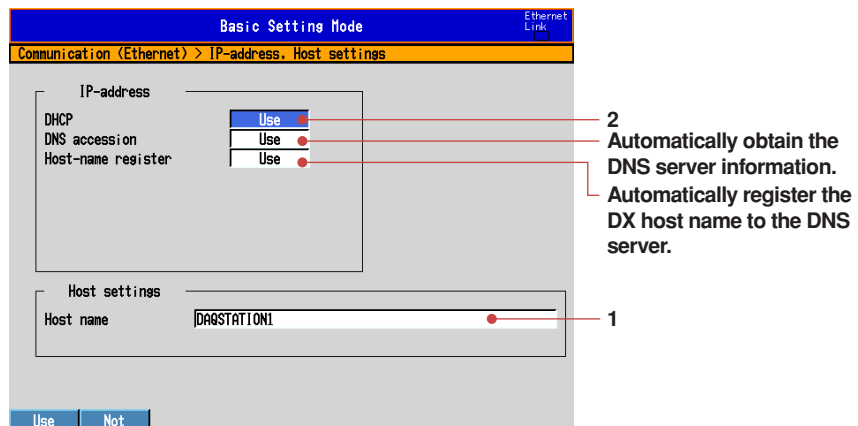 Basic Setting Mode
Ethernet
Link
Communication (Ethernet) > IP-address, Host settings
IP-address
DHCP Use
DNS accession Use
Host-name register Use
2
Automatically obtain the
DNS server information.
Automatically register the
DX host name to the DNS
server.
Host settings
Host name DAQSTATION1
1
Use Not